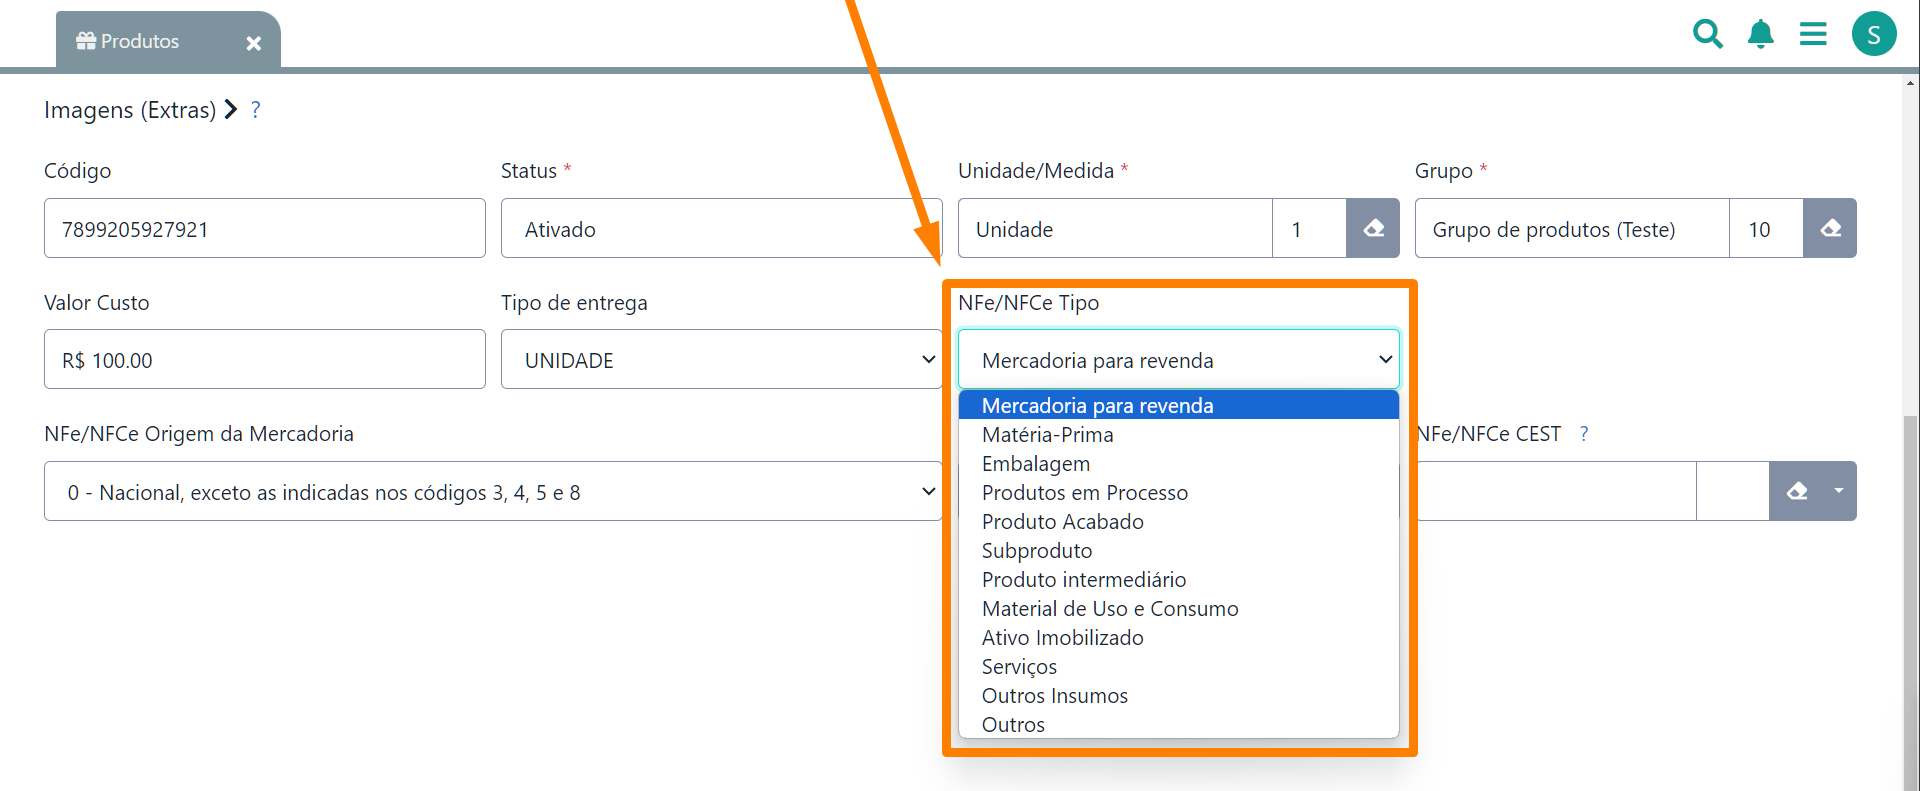 Produtos
S
Imagens (Extras) ?
Código
Status *
Unidade/Medida *
Grupo *
7899205927921
Ativado
Unidade
1
Grupo de produtos (Teste)
10
Valor Custo
Tipo de entrega
NFe/NFCe Tipo
R$ 100.00
UNIDADE
Mercadoria para revenda
Mercadoria para revenda
Matéria-Prima
Embalagem
Produtos em Processo
Produto Acabado
Subproduto
Produto intermediário
Material de Uso e Consumo
Ativo Imobilizado
Serviços
Outros Insumos
Outros
NFe/NFCe Origem da Mercadoria
NFe/NFCe CEST ?
0 - Nacional, exceto as indicadas nos códigos 3, 4, 5 e 8